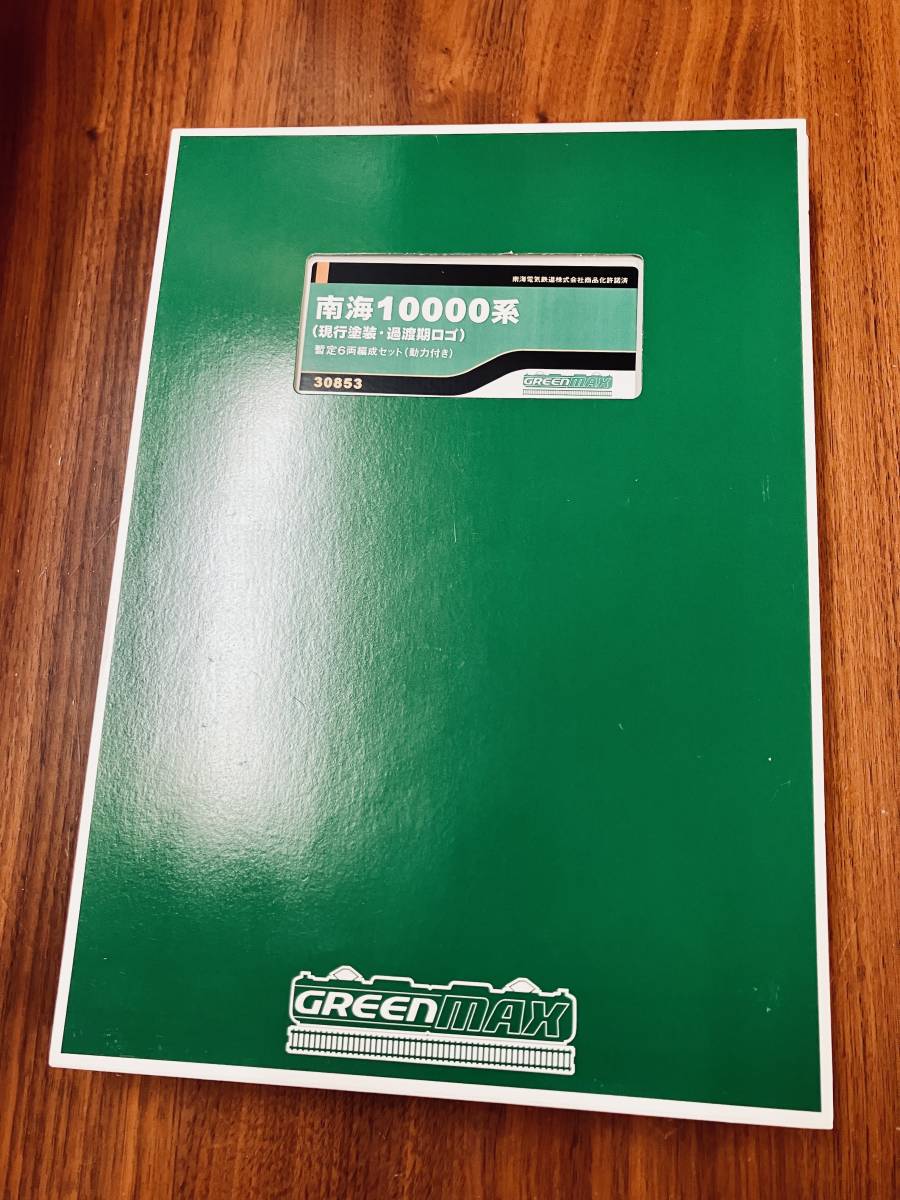 南海電気鉄道株式会社商品化許諾済
南海10000系
(現行塗装・過渡期ロゴ)
暫定6両編成セット(動力付き)
30853
GREENMAX
GREENMAX